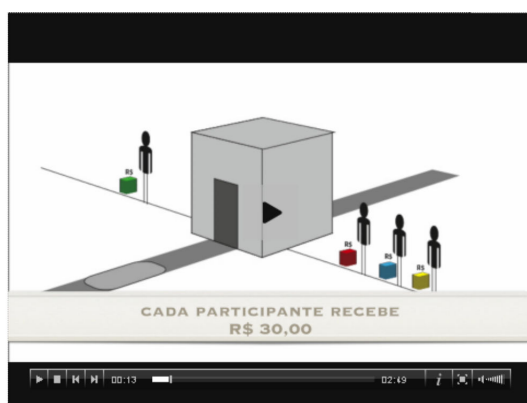 R$
R$
R$
R$
CADA PARTICIPANTE RECEBE
R$ 30,00
00:13
02:49
i